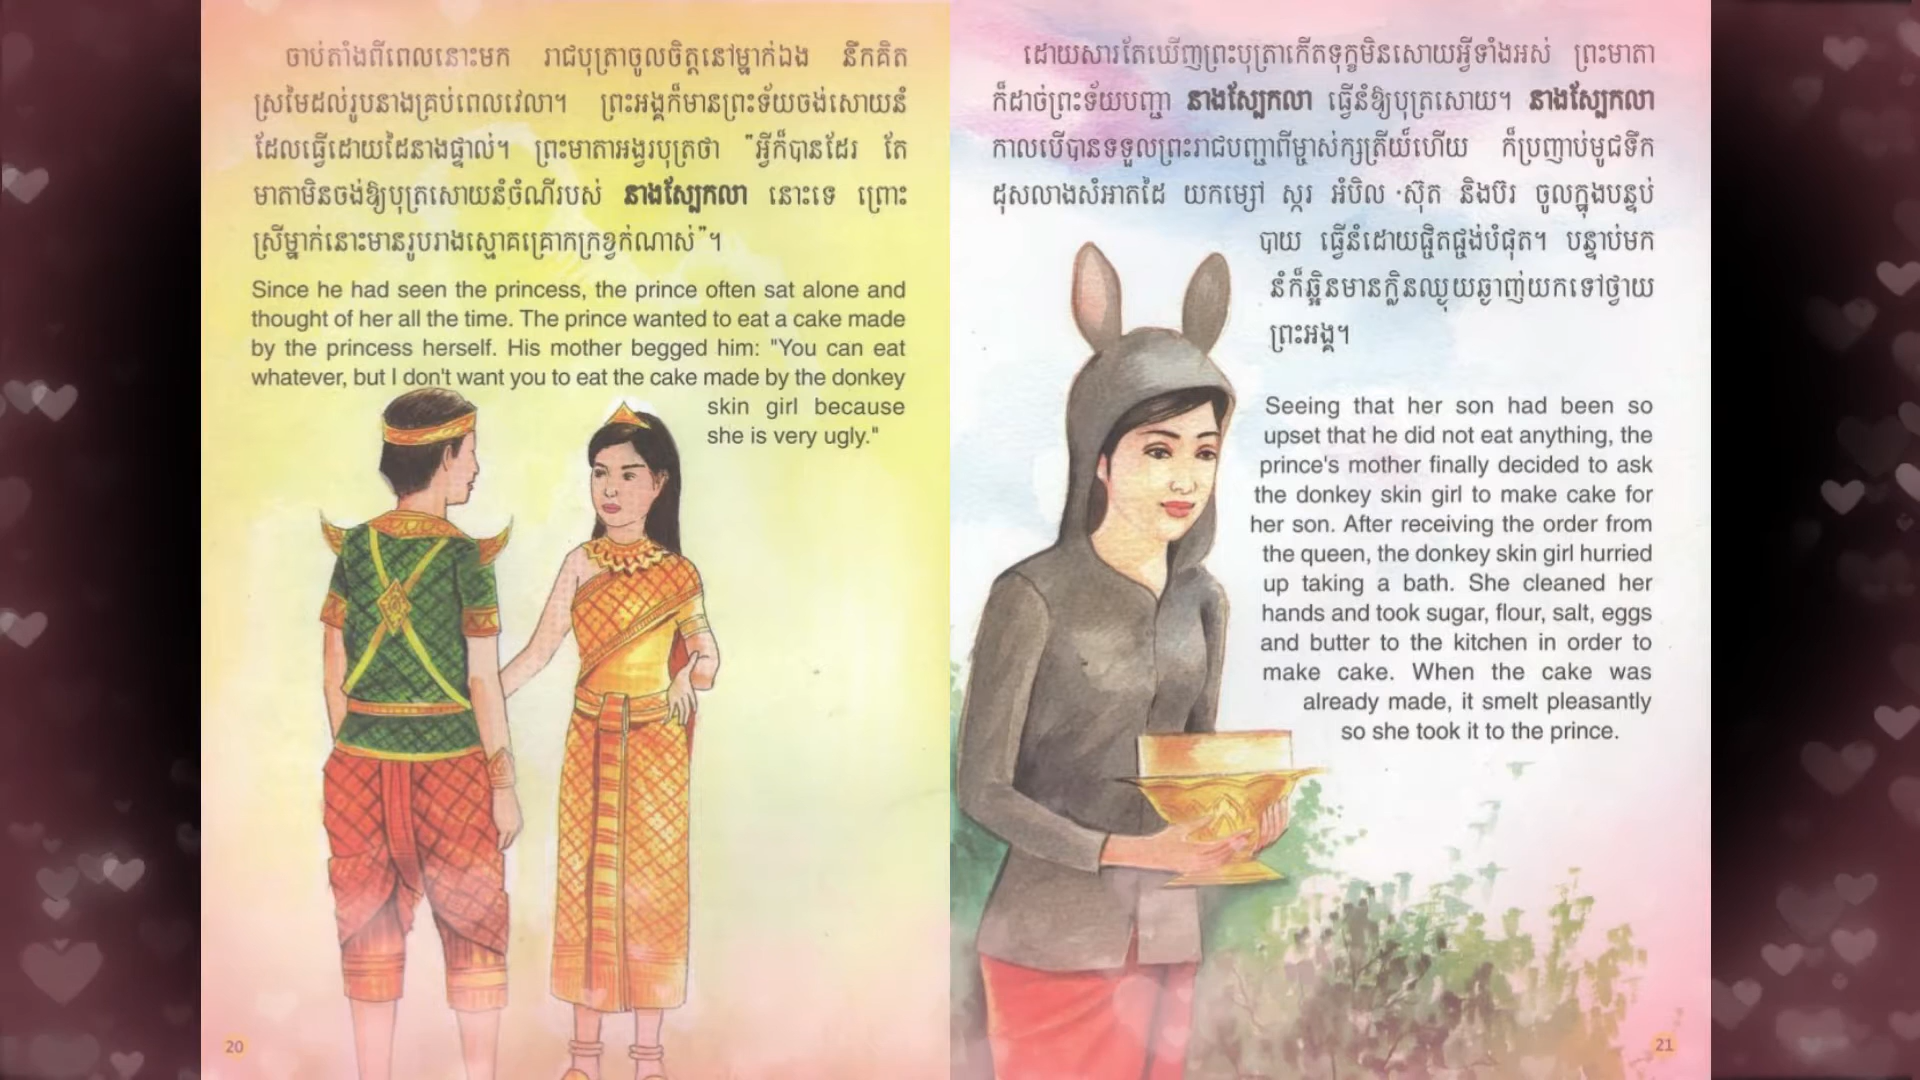 ចាប់តាំងពីពេលនោះមក រាជបុត្រាចូលចិត្តនៅម្នាក់ឯង នឹកគិត
ស្រមៃដល់រូបនាងគ្រប់ពេលវេលា។ ព្រះអង្គក៏មានព្រះទ័យចង់សោយនំ
ដែលធ្វើដោយដៃនាងផ្ទាល់។ ព្រះមាតាអង្វរបុត្រថា "អ្វីក៏បានដែរ តែ
មាតាមិនចង់ឱ្យបុត្រសោយនំចំណីរបស់ នាងស្បែកលា នោះទេ ព្រោះ
ស្រីម្នាក់នោះមានរូបរាងស្មោគគ្រោកក្រខ្វក់ណាស់"។
Since he had seen the princess, the prince often sat alone and
thought of her all the time. The prince wanted to eat a cake made
by the princess herself. His mother begged him: "You can eat
whatever, but I don't want you to eat the cake made by the donkey
skin girl because
she is very ugly."
20
ដោយសារតែឃើញព្រះបុត្រាកើតទុក្ខមិនសោយអ្វីទាំងអស់ ព្រះមាតា
ក៏ដាច់ព្រះទ័យបញ្ជា នាងស្បែកលា ធ្វើនំឱ្យបុត្រសោយ។ នាងស្បែកលា
កាលបើបានទទួលព្រះរាជបញ្ជាពីម្ចាស់ក្សត្រីយ៍ហើយ ក៏ប្រញាប់មូជទឹក
ដុសលាងសំអាតដៃ យកម្សៅ ស្ករ អំបិល ស៊ុត និងប៊រ ចូលក្នុងបន្ទប់
បាយ ធ្វើនំដោយផ្ចិតផ្ចង់បំផុត។ បន្ទាប់មក
នំក៏ឆ្អិនមានក្លិនឈ្ងុយឆ្ងាញ់យកទៅថ្វាយ
ព្រះអង្គ។
Seeing that her son had been so
upset that he did not eat anything, the
prince's mother finally decided to ask
the donkey skin girl to make cake for
her son. After receiving the order from
the queen, the donkey skin girl hurried
up taking a bath. She cleaned her
hands and took sugar, flour, salt, eggs
and butter to the kitchen in order to
make cake. When the cake was
already made, it smelt pleasantly
so she took it to the prince.
21